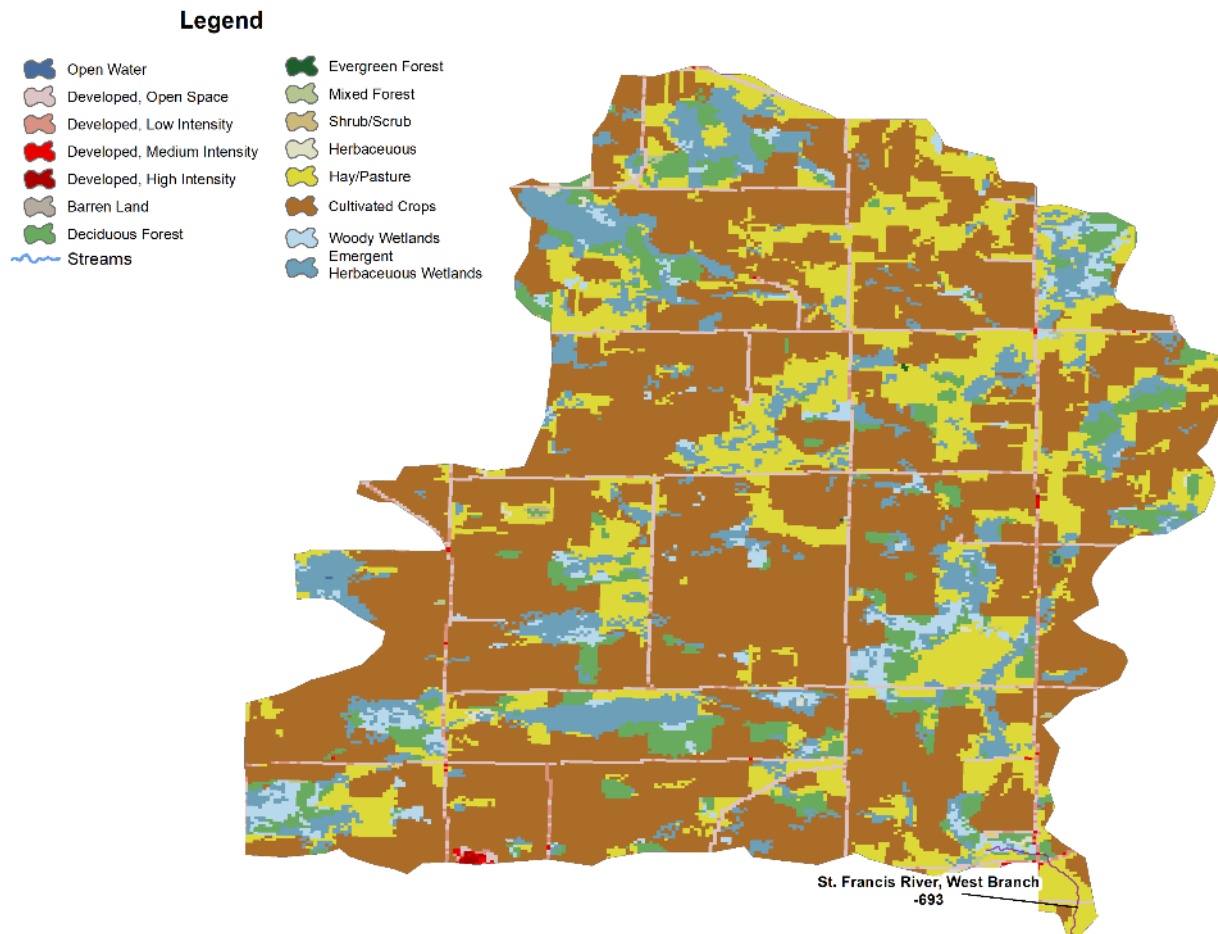 Legend
Open Water
Developed, Open Space
Developed, Low Intensity
Developed, Medium Intensity
Developed, High Intensity
Barren Land
Deciduous Forest
Streams
Evergreen Forest
Mixed Forest
Shrub/Scrub
Herbaceuous
Hay/Pasture
Cultivated Crops
Woody Wetlands
Emergent
Herbaceuous Wetlands
St. Francis River, West Branch
-693